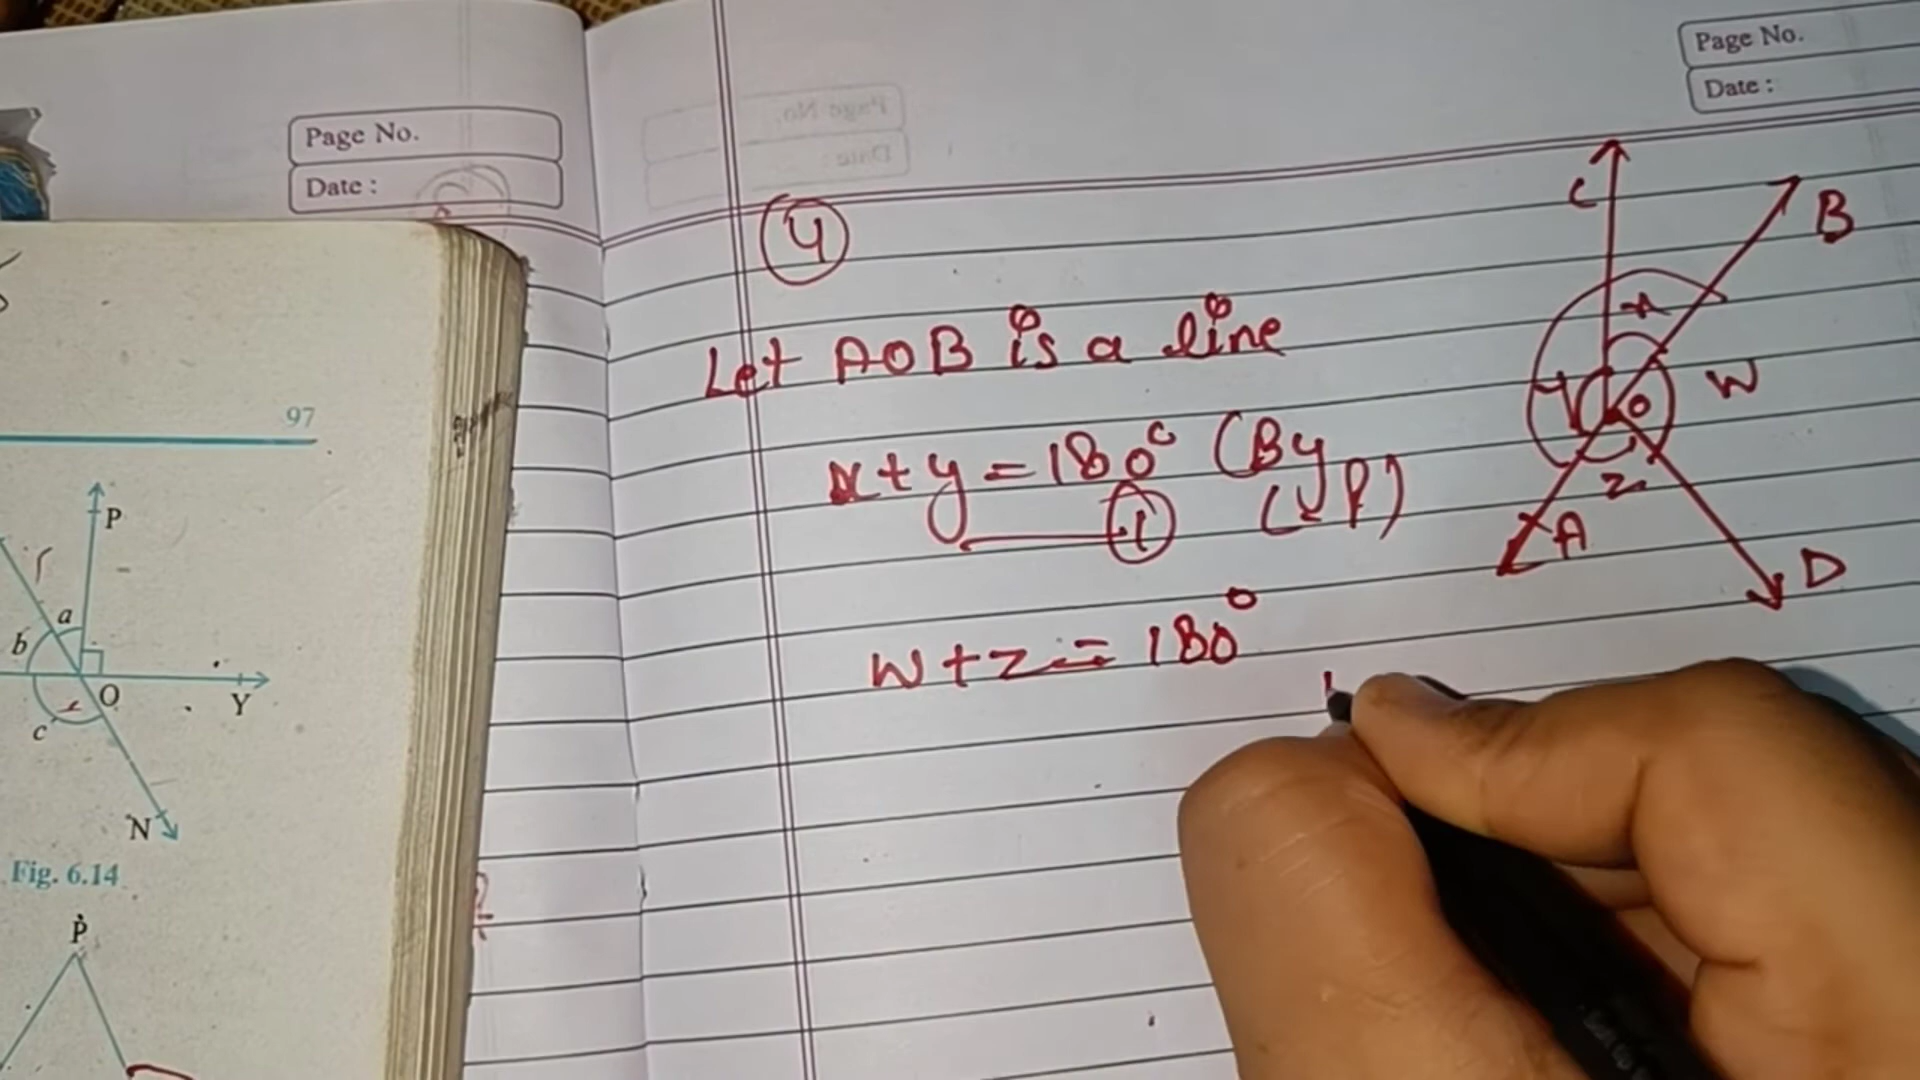 Page No.
Date :
97
P
a
b
O
Y
c
N
Fig. 6.14
P
Page No.
Date :
4
Let AOB is a line
x+y=180° (By
1
w+z=180°
C
B
x
y
O
W
z
A
D